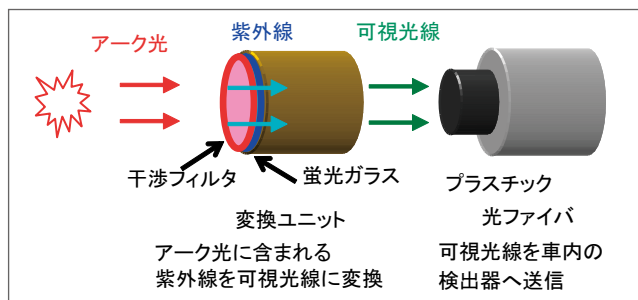 アーク光
紫外線
可視光線
干渉フィルタ
蛍光ガラス
変換ユニット
アーク光に含まれる
紫外線を可視光線に変換
プラスチック
光ファイバ
可視光線を車内の
検出器へ送信